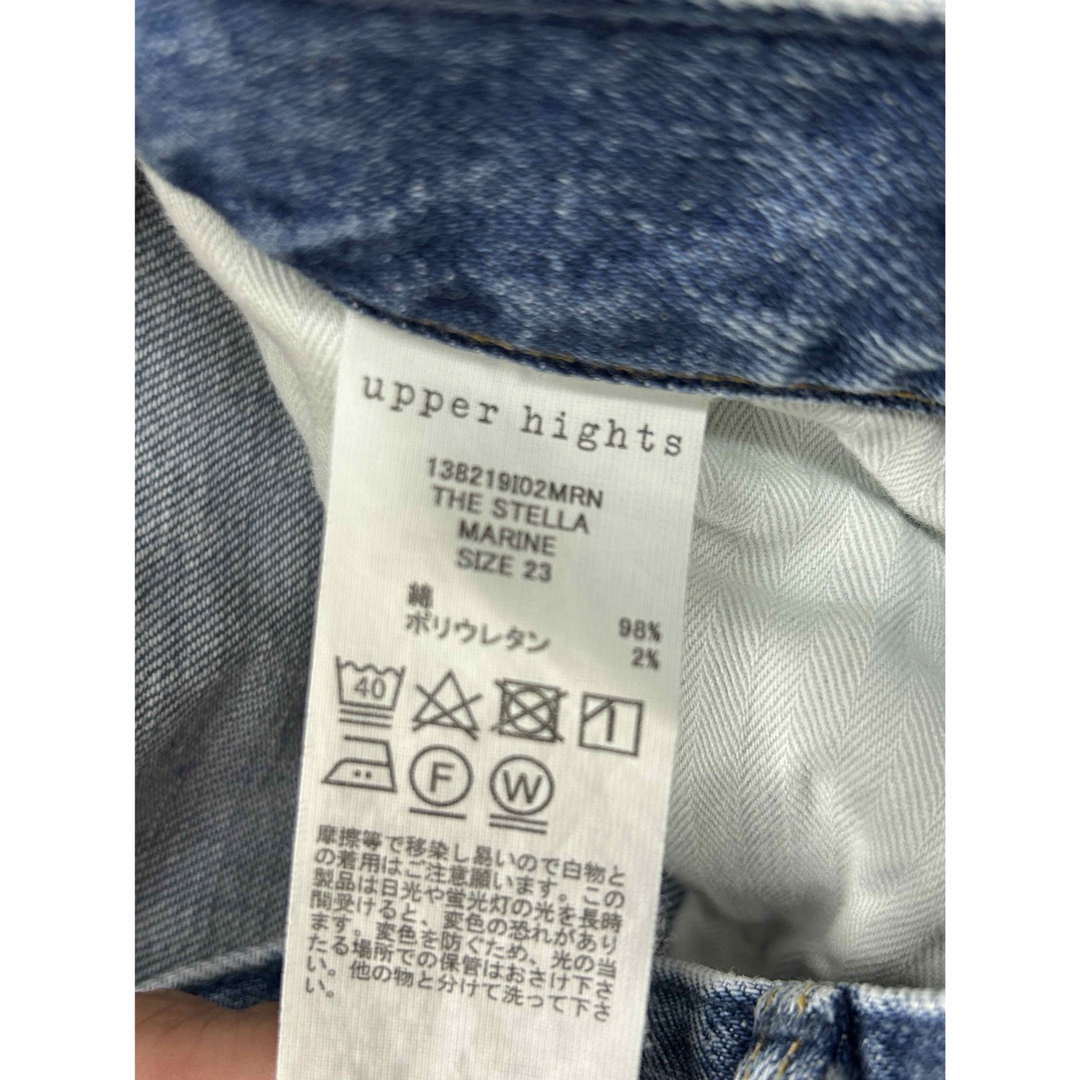 upper hights
138219I02MRN
THE STELLA
MARINE
SIZE 23
綿 98%
ポリウレタン 2%
40
F W
摩擦等で移染し易いので白物と
の着用はご注意願います。この
製品は日光や蛍光灯の光を長時
間受けると、変色の恐れがあり
ます。変色を防ぐため、光の当
たる場所での保管はおさけ下さ
い。他の物と分けて洗って下さ
い。